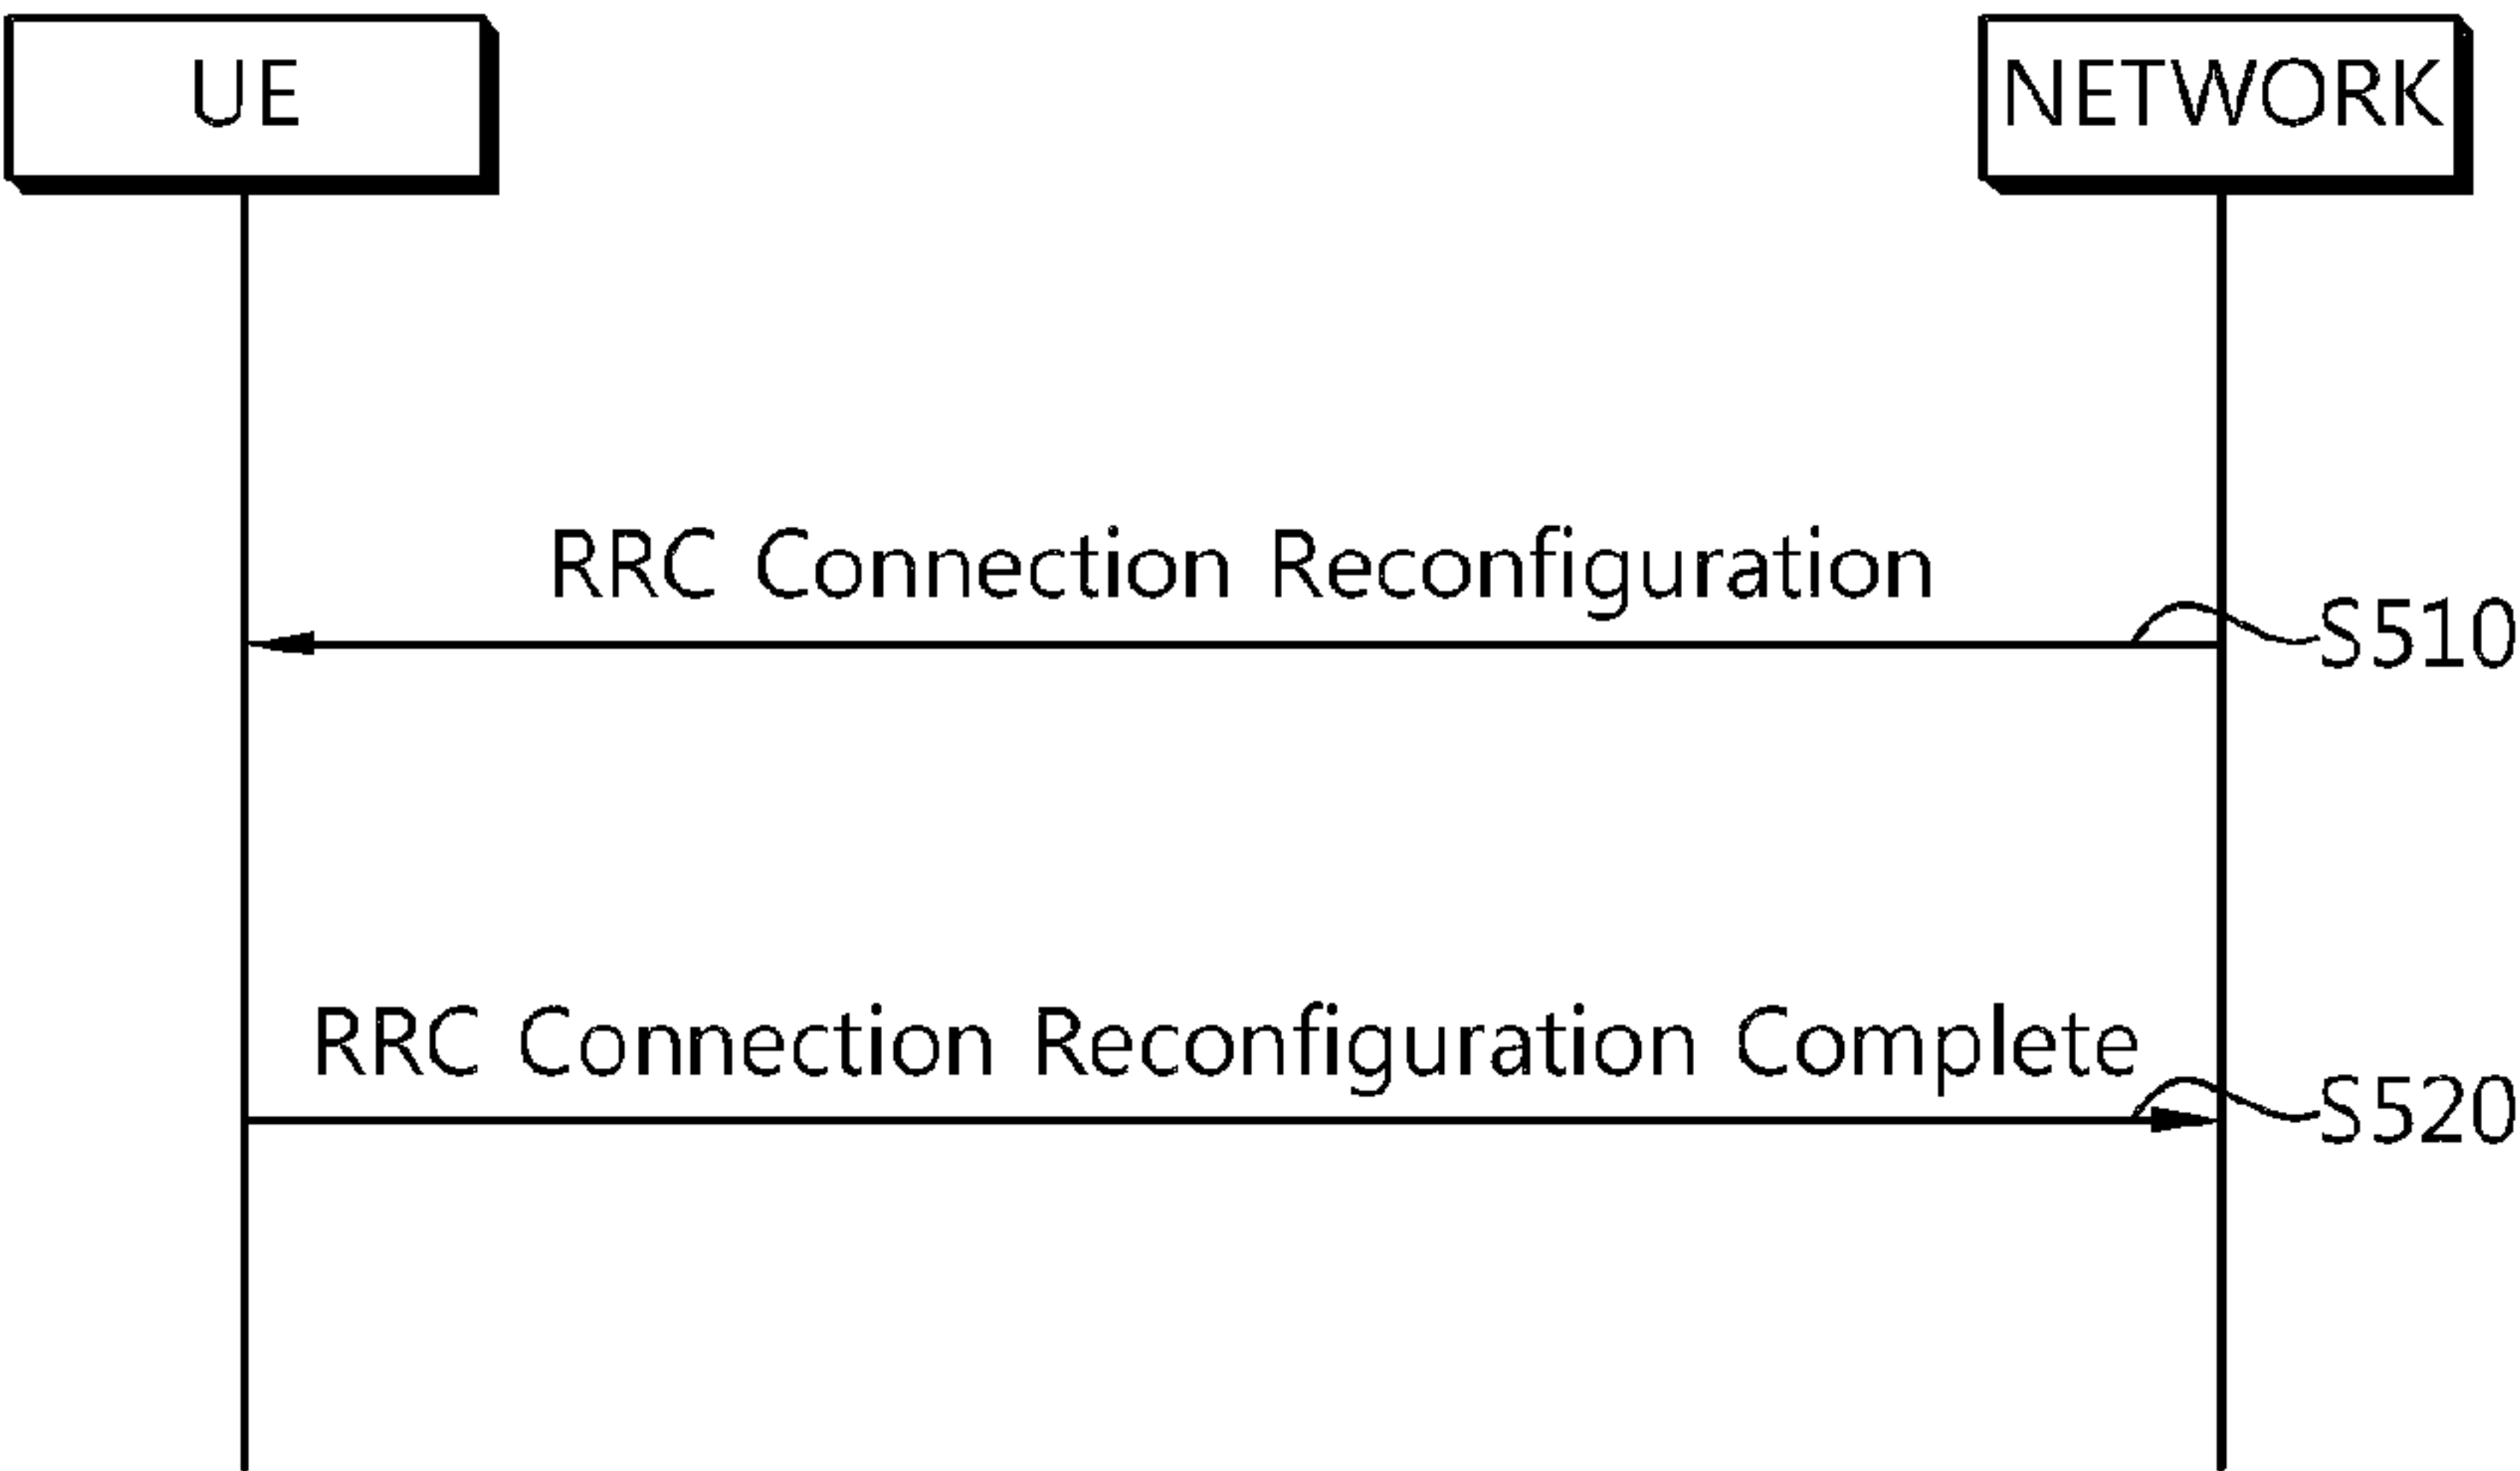 UE
NETWORK
RRC Connection Reconfiguration
S510
RRC Connection Reconfiguration Complete
S520